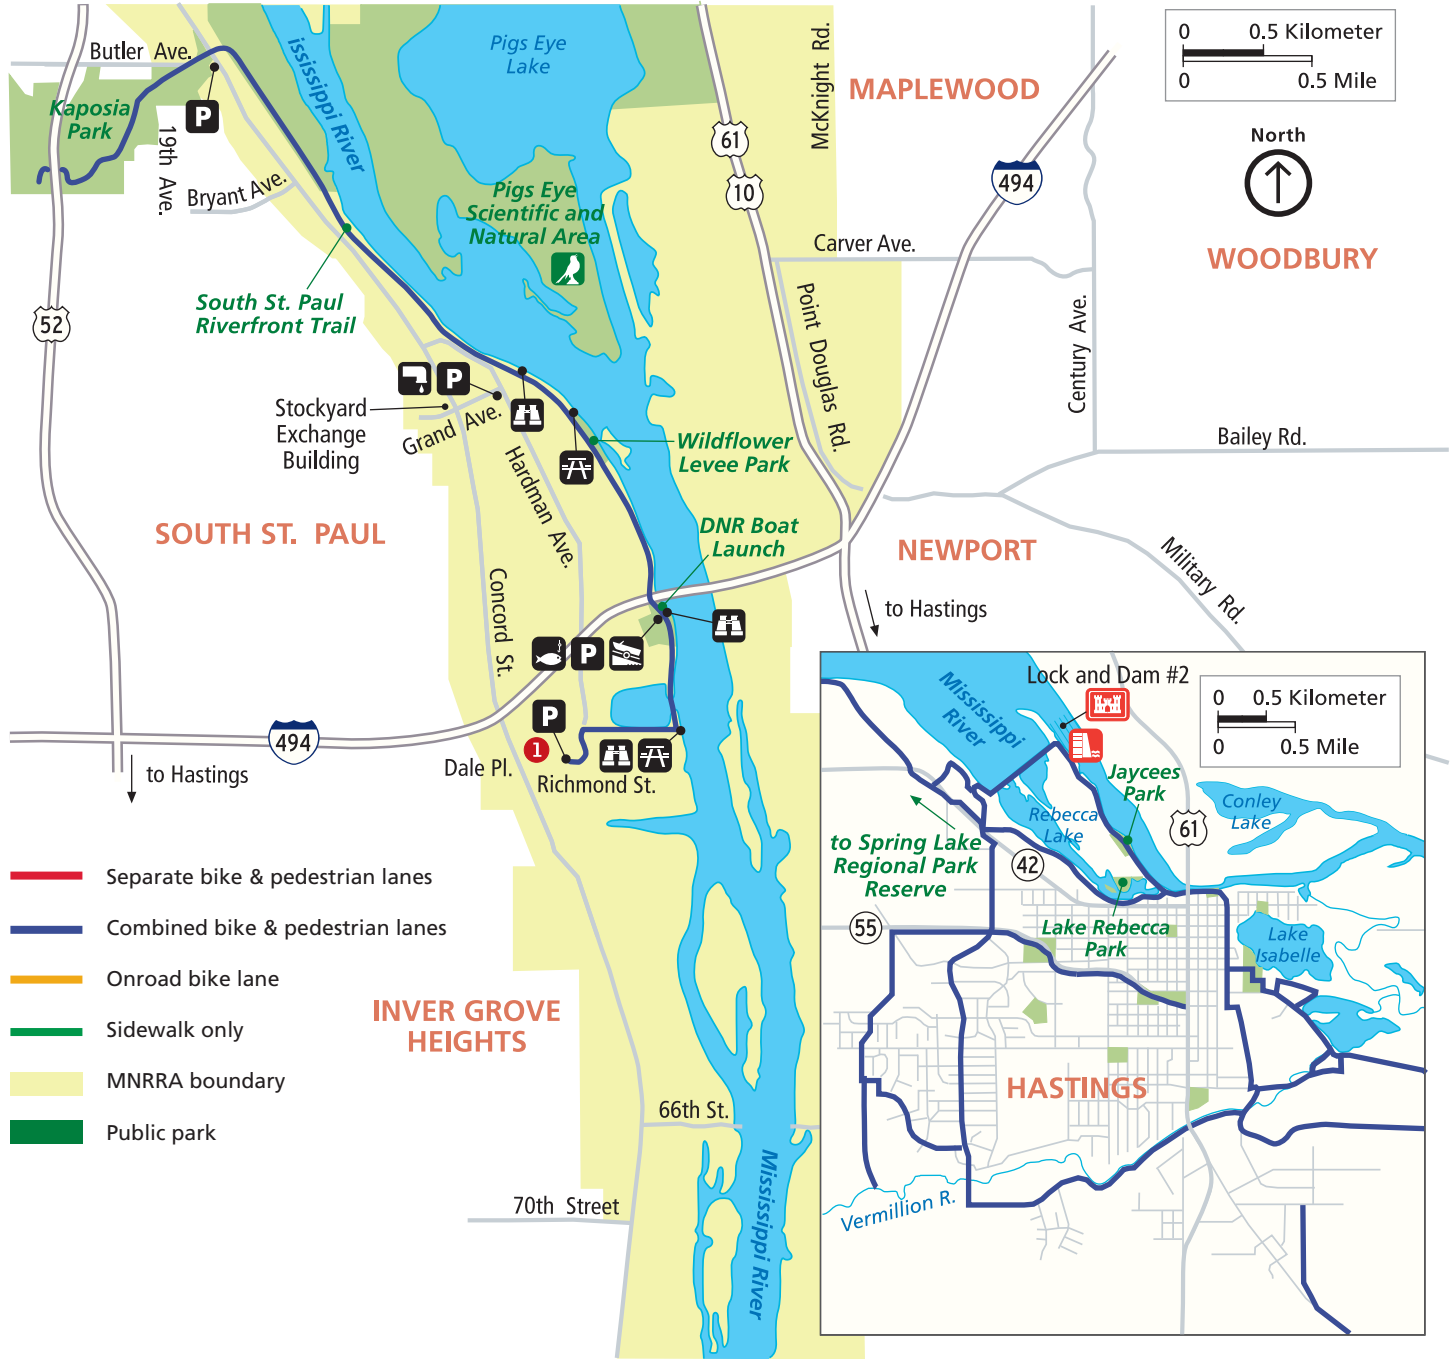 Butler Ave.
Kaposia
Park
P
19th Ave.
Bryant Ave.
52
ississippi River
Pigs Eye
Lake
Pigs Eye
Scientific and
Natural Area
61
10
McKnight Rd.
MAPLEWOOD
494
0 0.5 Kilometer
0 0.5 Mile
North
WOODBURY
Carver Ave.
Point Douglas Rd.
Century Ave.
Bailey Rd.
South St. Paul
Riverfront Trail
P
Stockyard
Exchange
Building
Grand Ave.
Hardman Ave.
Wildflower
Levee Park
SOUTH ST. PAUL
DNR Boat
Launch
NEWPORT
Military Rd.
to Hastings
Concord St.
P
P
1
494
to Hastings
Dale Pl.
Richmond St.
Separate bike & pedestrian lanes
Combined bike & pedestrian lanes
Onroad bike lane
Sidewalk only
MNRRA boundary
Public park
INVER GROVE
HEIGHTS
66th St.
70th Street
Mississippi River
Mississippi
River
Lock and Dam #2
0 0.5 Kilometer
0 0.5 Mile
Jaycees
Park
Rebecca
Lake
61
Conley
Lake
to Spring Lake
Regional Park
Reserve
42
55
Lake Rebecca
Park
Lake
Isabelle
HASTINGS
Vermillion R.